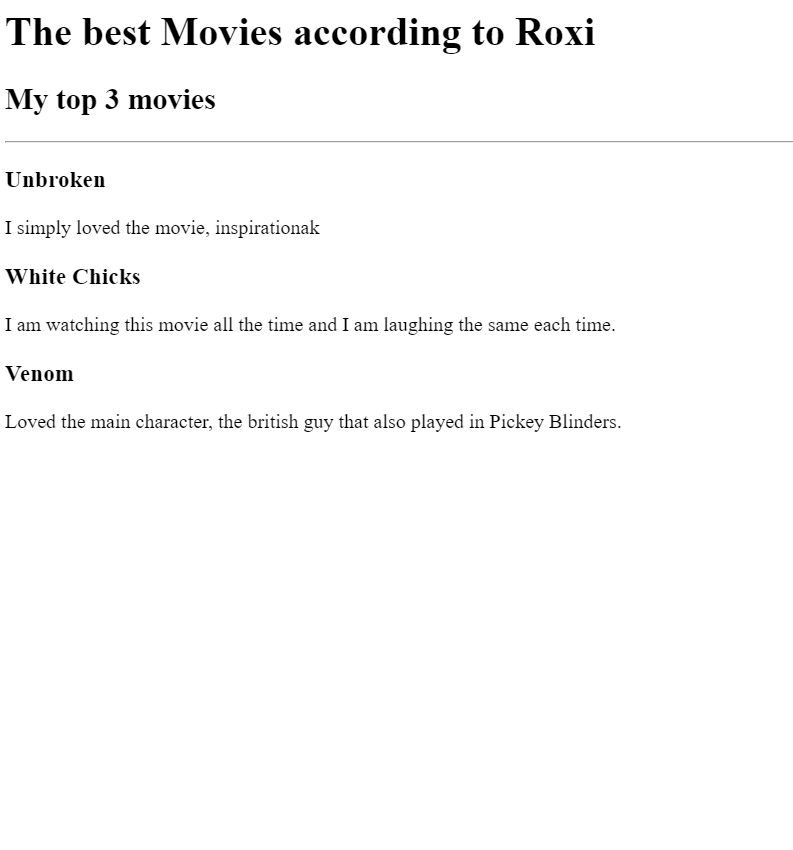 The best Movies according to Roxi
My top 3 movies
Unbroken
I simply loved the movie, inspirationak
White Chicks
I am watching this movie all the time and I am laughing the same each time.
Venom
Loved the main character, the british guy that also played in Pickey Blinders.